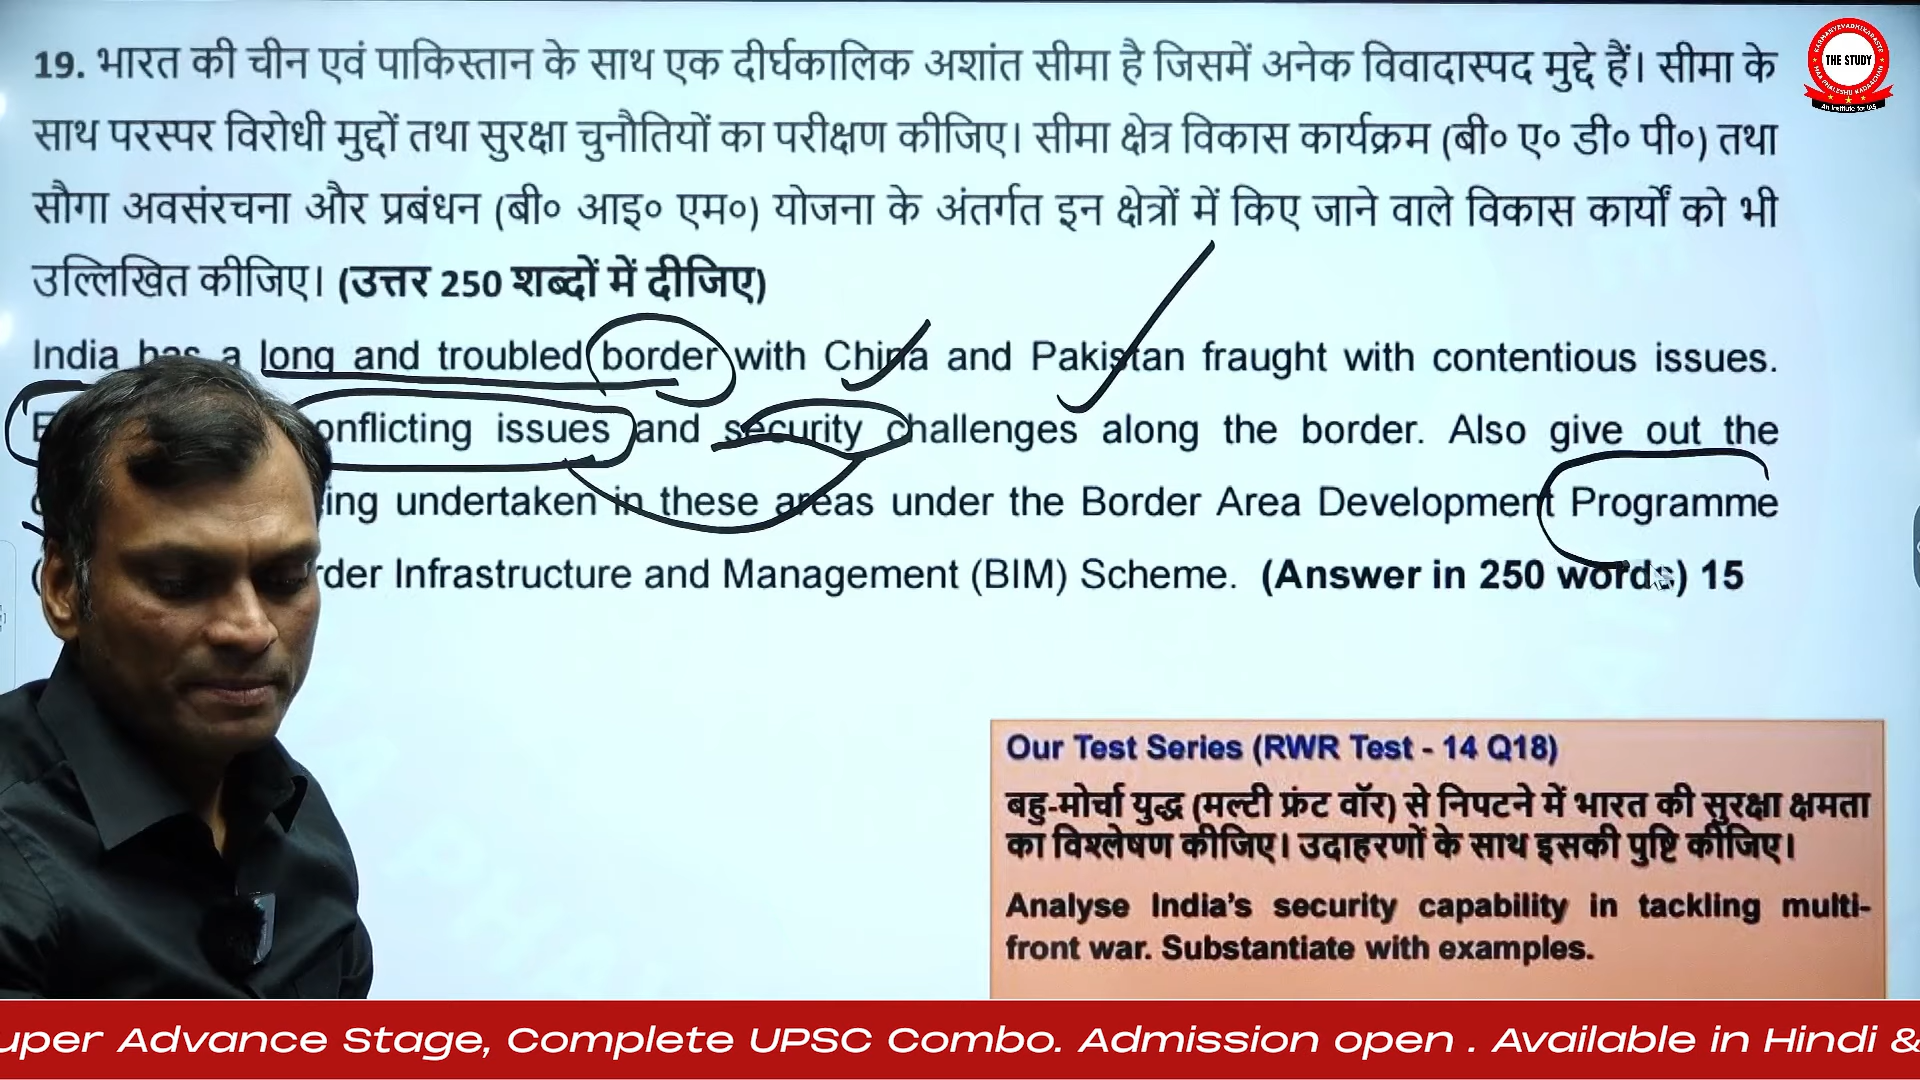 19. भारत की चीन एवं पाकिस्तान के साथ एक दीर्घकालिक अशांत सीमा है जिसमें अनेक विवादास्पद मुद्दे हैं। सीमा के
साथ परस्पर विरोधी मुद्दों तथा सुरक्षा चुनौतियों का परीक्षण कीजिए। सीमा क्षेत्र विकास कार्यक्रम (बी० ए० डी० पी०) तथा
सौगा अवसंरचना और प्रबंधन (बी० आइ० एम०) योजना के अंतर्गत इन क्षेत्रों में किए जाने वाले विकास कार्यों को भी
उल्लिखित कीजिए। (उत्तर 250 शब्दों में दीजिए)
India has a long and troubled border with China and Pakistan fraught with contentious issues.
onflicting issues and security challenges along the border. Also give out the
ing undertaken in these areas under the Border Area Development Programme
rder Infrastructure and Management (BIM) Scheme. (Answer in 250 words) 15
THE STUDY
An Institute for IAS
Our Test Series (RWR Test - 14 Q18)
बहु-मोर्चा युद्ध (मल्टी फ्रंट वॉर) से निपटने में भारत की सुरक्षा क्षमता
का विश्लेषण कीजिए। उदाहरणों के साथ इसकी पुष्टि कीजिए।
Analyse India's security capability in tackling multi-
front war. Substantiate with examples.
uper Advance Stage, Complete UPSC Combo. Admission open . Available in Hindi &